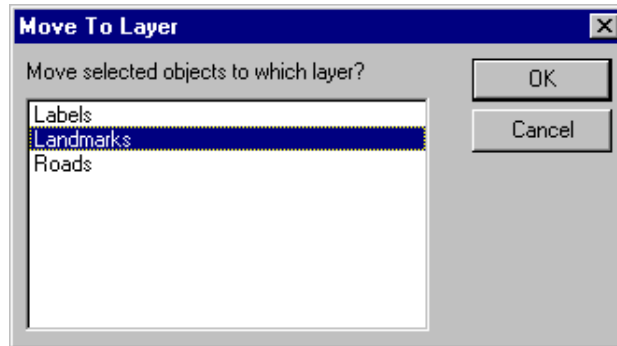 Move To Layer
Move selected objects to which layer?
OK
Labels
Landmarks
Cancel
Roads